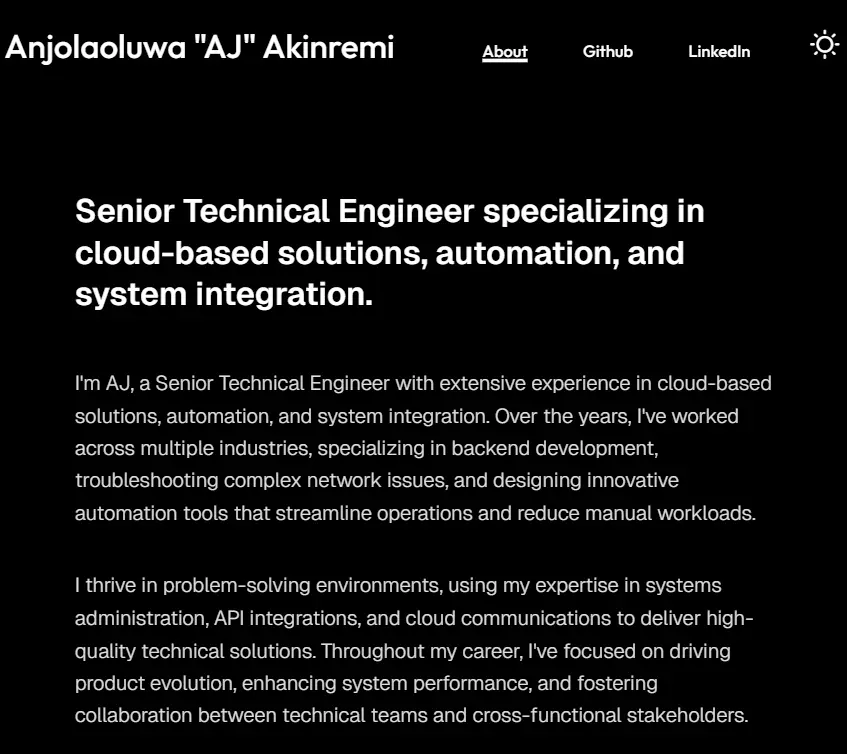 Anjolaoluwa "AJ" Akinremi
About Github LinkedIn
Senior Technical Engineer specializing in
cloud-based solutions, automation, and
system integration.
I'm AJ, a Senior Technical Engineer with extensive experience in cloud-based
solutions, automation, and system integration. Over the years, I've worked
across multiple industries, specializing in backend development,
troubleshooting complex network issues, and designing innovative
automation tools that streamline operations and reduce manual workloads.
I thrive in problem-solving environments, using my expertise in systems
administration, API integrations, and cloud communications to deliver high-
quality technical solutions. Throughout my career, I've focused on driving
product evolution, enhancing system performance, and fostering
collaboration between technical teams and cross-functional stakeholders.